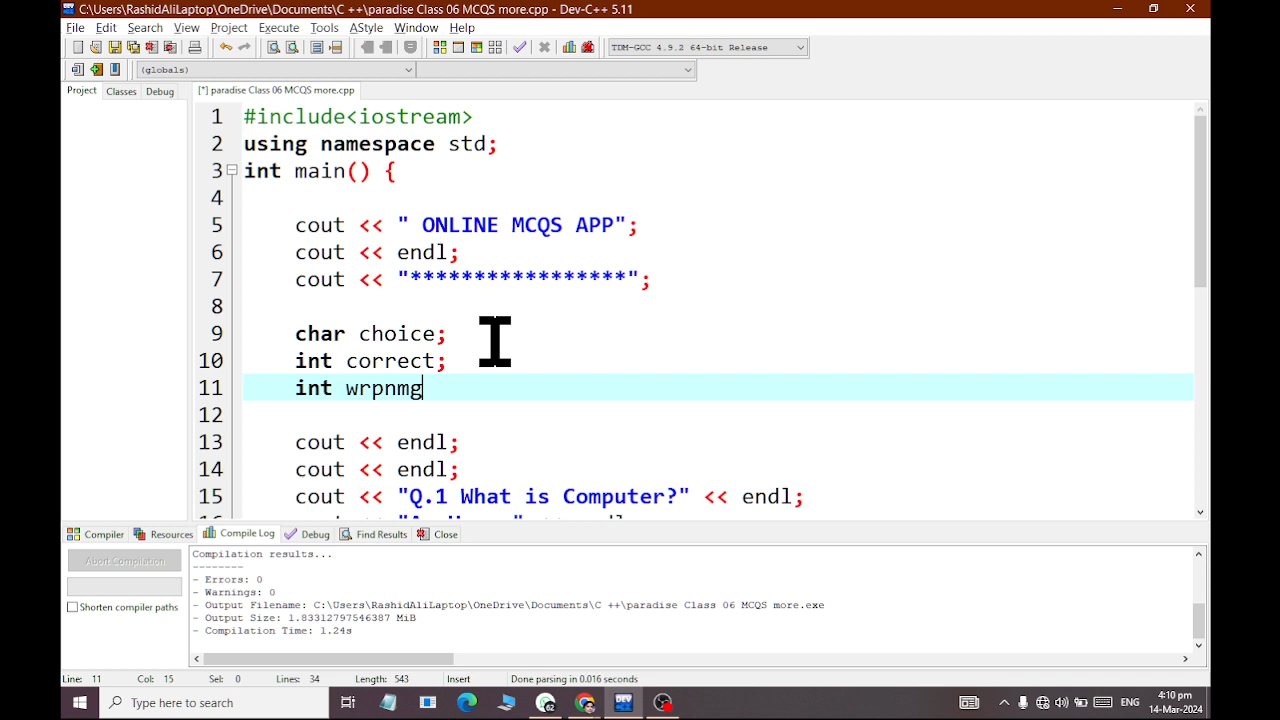 C:\Users\RashidAliLaptop\OneDrive\Documents\C ++\paradise Class 06 MCQS more.cpp - Dev-C++ 5.11
File Edit Search View Project Execute Tools AStyle Window Help
TDM-GCC 4.9.2 64-bit Release
(globals)
Project Classes Debug [*] paradise Class 06 MCQS more.cpp
1 #include<iostream>
2 using namespace std;
3 int main() {
4
5 cout << " ONLINE MCQS APP";
6 cout << endl;
7 cout << "*****************";
8
9 char choice;
10 int correct;
11 int wrpnmg
12
13 cout << endl;
14 cout << endl;
15 cout << "Q.1 What is Computer?" << endl;
Compiler Resources Compile Log Debug Find Results Close
Abort Compilation
Shorten compiler paths
Compilation results...
--------
- Errors: 0
- Warnings: 0
- Output Filename: C:\Users\RashidAliLaptop\OneDrive\Documents\C ++\paradise Class 06 MCQS more.exe
- Output Size: 1.83312797546387 MiB
- Compilation Time: 1.24s
Line: 11 Col: 15 Sel: 0 Lines: 34 Length: 543 Insert Done parsing in 0.016 seconds
Type here to search
DEV
ENG
4:10 pm
14-Mar-2024